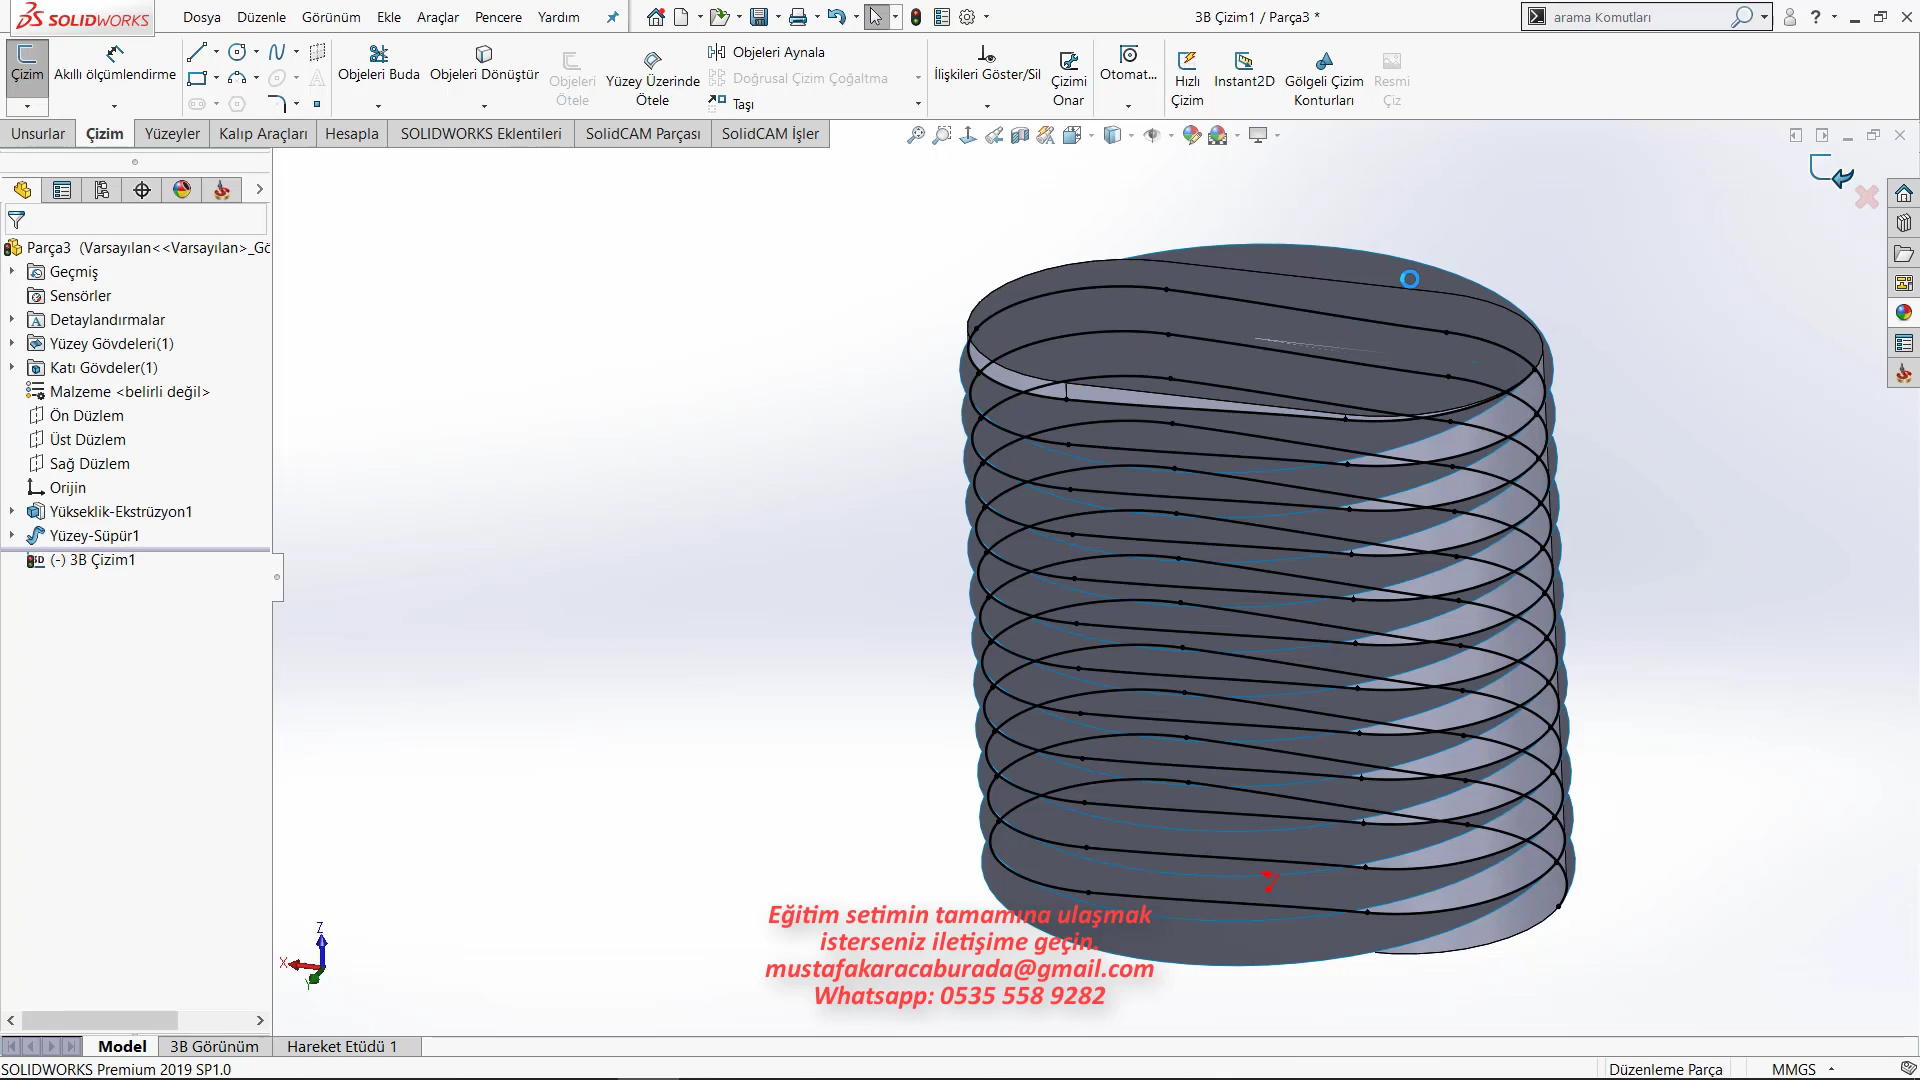 SOLIDWORKS
Dosya Düzenle Görünüm Ekle Araçlar Pencere Yardım
3B Çizim1 / Parça3 *
arama Komutları
Çizim
Akıllı ölçümlendirme
Objeleri Buda
Objeleri Dönüştür
Objeleri Ötele
Yüzey Üzerinde Ötele
Objeleri Aynala
Doğrusal Çizim Çoğaltma
Taşı
İlişkileri Göster/Sil
Çizimi Onar
Otomat...
Hızlı Çizim
Instant2D
Gölgeli Çizim Konturları
Resmi Çiz
Unsurlar Çizim Yüzeyler Kalıp Araçları Hesapla SOLIDWORKS Eklentileri SolidCAM Parçası SolidCAM İşler
Parça3 (Varsayılan<<Varsayılan>_Gö
Geçmiş
Sensörler
Detaylandırmalar
Yüzey Gövdeleri(1)
Katı Gövdeler(1)
Malzeme <belirli değil>
Ön Düzlem
Üst Düzlem
Sağ Düzlem
Orijin
Yükseklik-Ekstrüzyon1
Yüzey-Süpür1
(-) 3B Çizim1
Z
X
Y
Eğitim setimin tamamına ulaşmak
isterseniz iletişime geçin.
mustafakaracaburada@gmail.com
Whatsapp: 0535 558 9282
Model 3B Görünüm Hareket Etüdü 1
SOLIDWORKS Premium 2019 SP1.0
Düzenleme Parça
MMGS